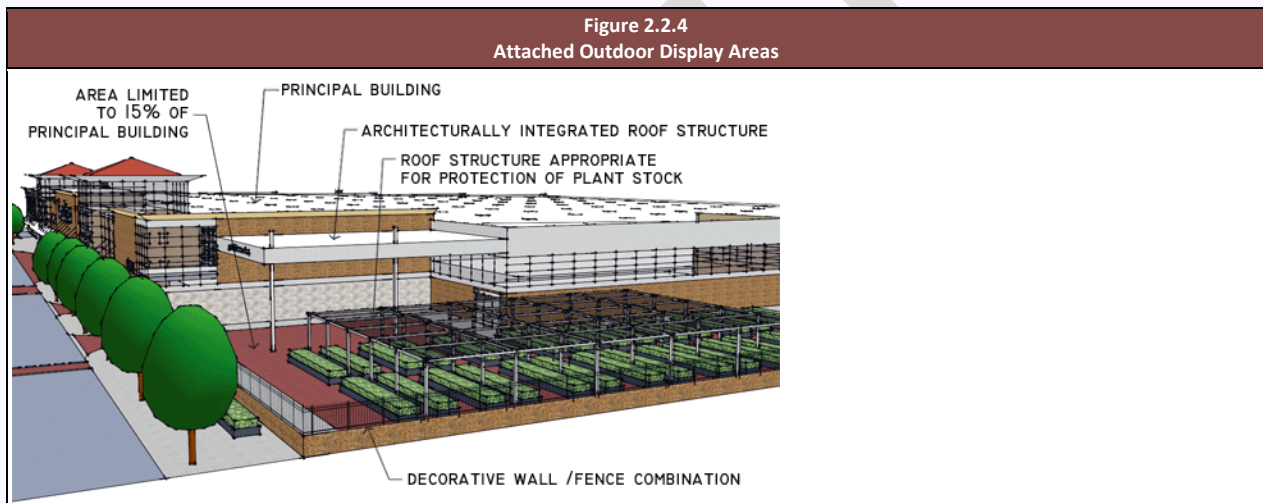 Figure 2.2.4
Attached Outdoor Display Areas
AREA LIMITED
TO 15% OF
PRINCIPAL BUILDING
PRINCIPAL BUILDING
ARCHITECTURALLY INTEGRATED ROOF STRUCTURE
ROOF STRUCTURE APPROPRIATE
FOR PROTECTION OF PLANT STOCK
DECORATIVE WALL /FENCE COMBINATION